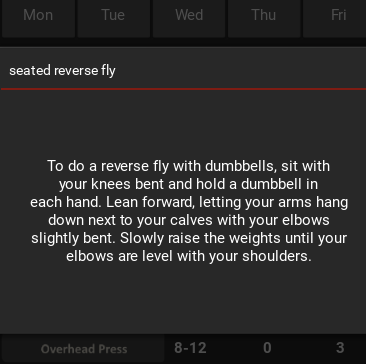 Mon Tue Wed Thu Fri
seated reverse fly
To do a reverse fly with dumbbells, sit with
your knees bent and hold a dumbbell in
each hand. Lean forward, letting your arms hang
down next to your calves with your elbows
slightly bent. Slowly raise the weights until your
elbows are level with your shoulders.
Overhead Press 8-12 0 3